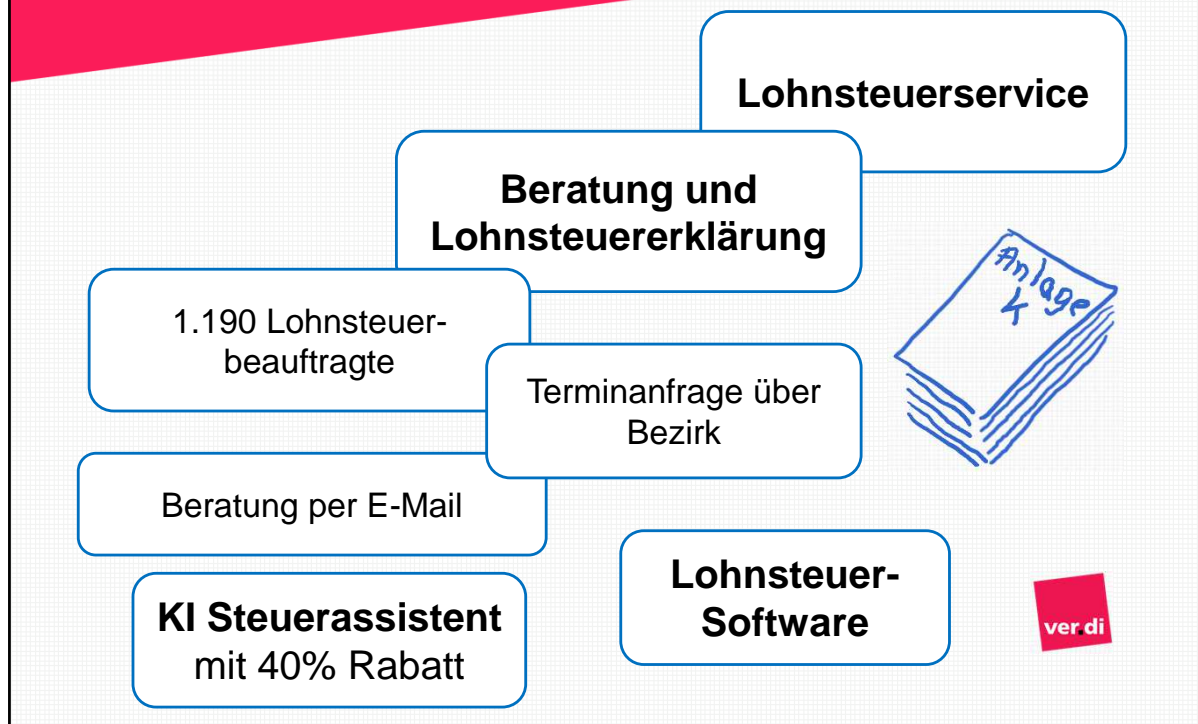 Lohnsteuerservice
Beratung und
Lohnsteuererklärung
1.190 Lohnsteuer-
beauftragte
Terminanfrage über
Bezirk
Beratung per E-Mail
KI Steuerassistent
mit 40% Rabatt
Lohnsteuer-
Software
Anlage
4
ver.di